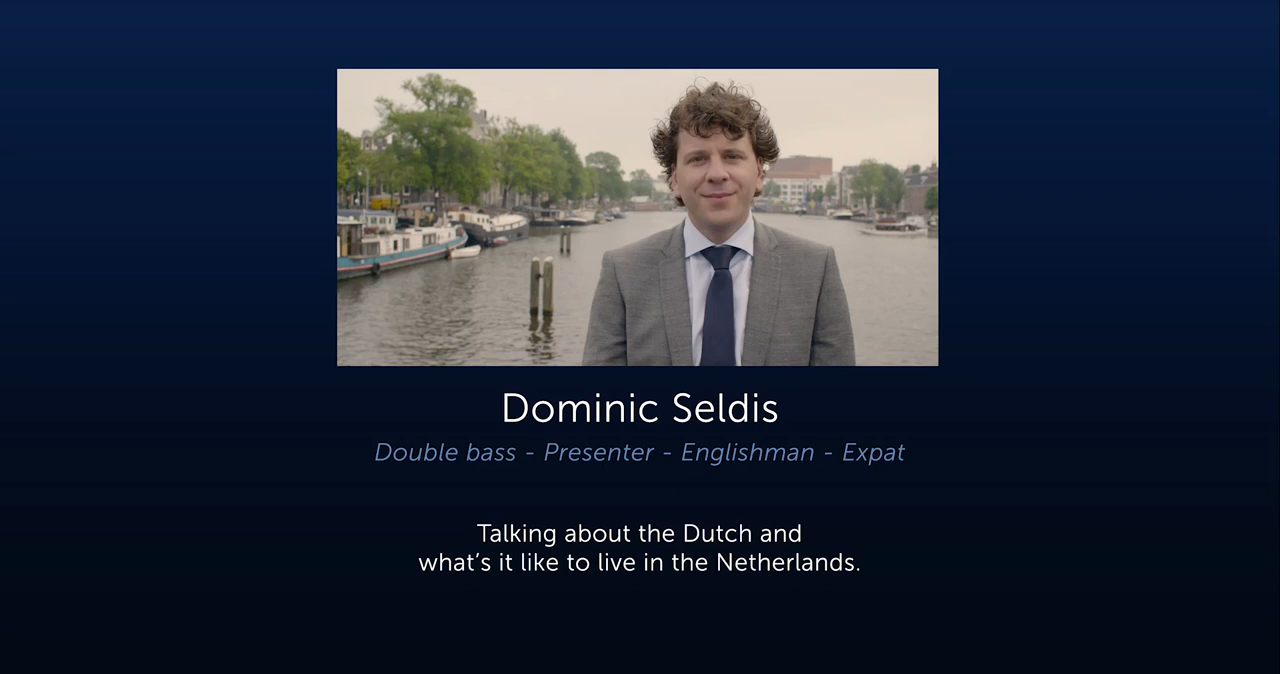 Dominic Seldis
Double bass - Presenter - Englishman - Expat
Talking about the Dutch and
what's it like to live in the Netherlands.